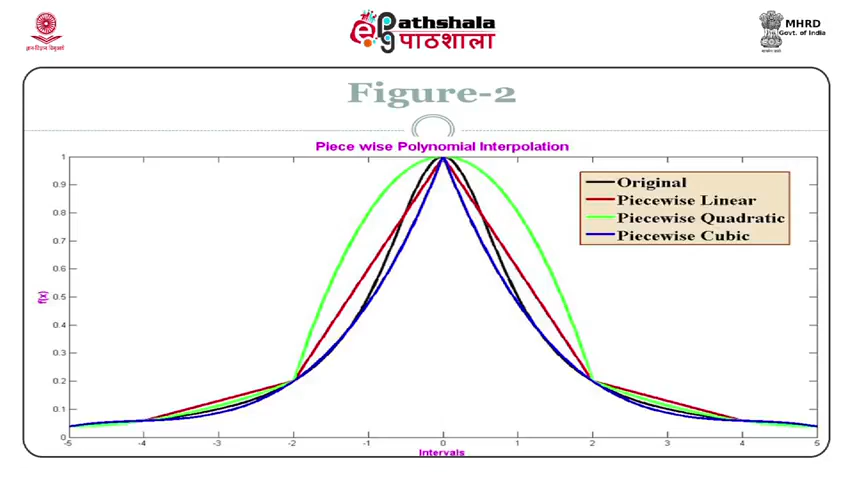 Pathshala
पाठशाला
MHRD
Govt. of India
Figure-2
Piece wise Polynomial Interpolation
Original
Piecewise Linear
Piecewise Quadratic
Piecewise Cubic
f(x)
1
0.9
0.8
0.7
0.6
0.5
0.4
0.3
0.2
0.1
0
-5 -4 -3 -2 -1 0 1 2 3 4 5
Intervals